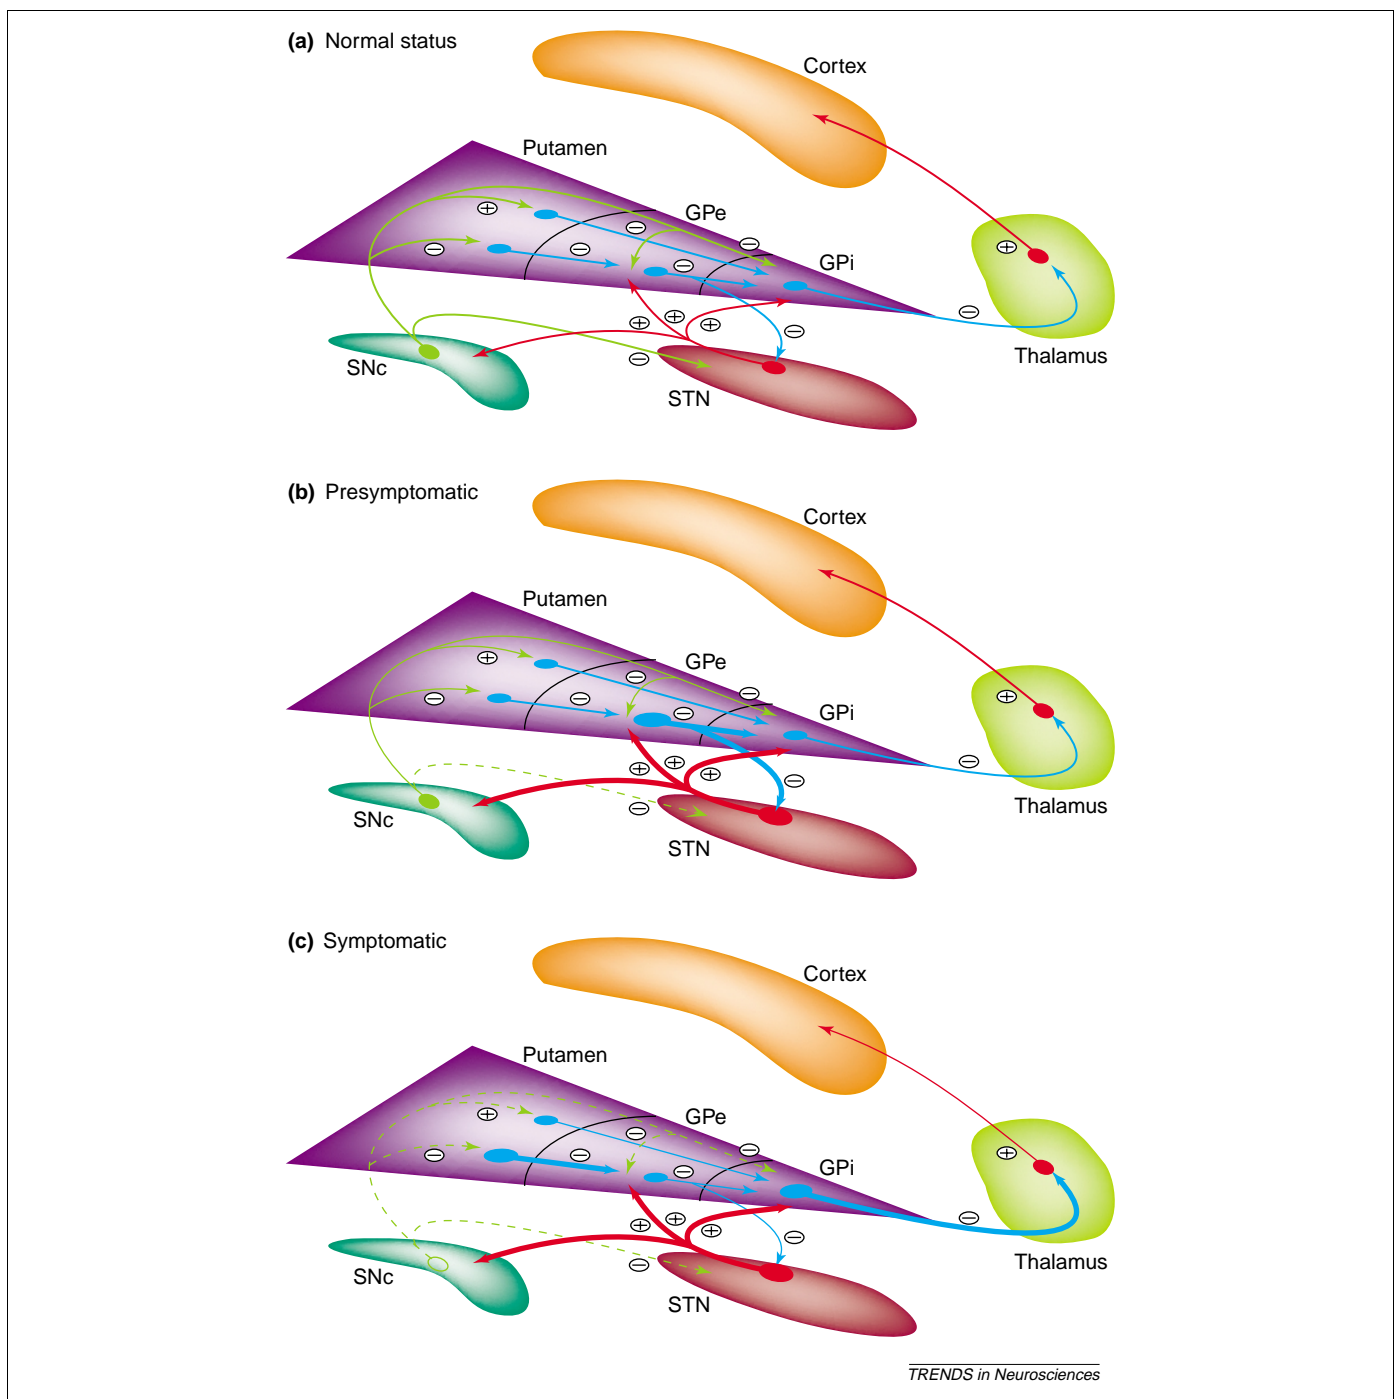 (a) Normal status
Cortex
Putamen
GPe
GPi
SNc
STN
Thalamus
+
−
−
−
−
−
+
+
+
−
−
−
+
(b) Presymptomatic
Cortex
Putamen
GPe
GPi
SNc
STN
Thalamus
+
−
−
−
−
−
+
+
+
−
−
−
+
(c) Symptomatic
Cortex
Putamen
GPe
GPi
SNc
STN
Thalamus
+
−
−
−
−
−
+
+
+
−
−
−
+
TRENDS in Neurosciences